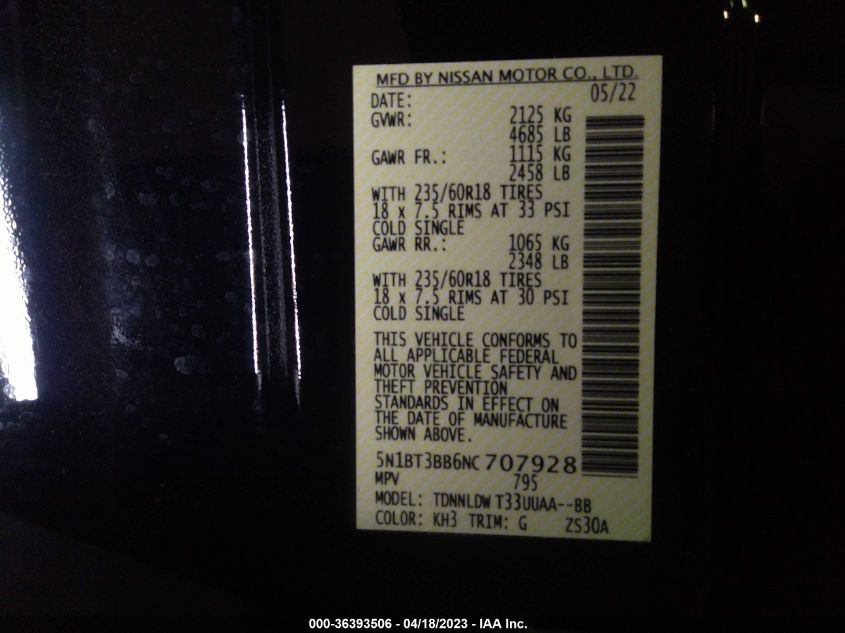 MFD BY NISSAN MOTOR CO., LTD.
DATE: 05/22
GVWR: 2125 KG
4685 LB
GAWR FR.: 1115 KG
2458 LB
WITH 235/60R18 TIRES
18 x 7.5 RIMS AT 33 PSI
COLD SINGLE
GAWR RR.: 1065 KG
2348 LB
WITH 235/60R18 TIRES
18 x 7.5 RIMS AT 30 PSI
COLD SINGLE
THIS VEHICLE CONFORMS TO
ALL APPLICABLE FEDERAL
MOTOR VEHICLE SAFETY AND
THEFT PREVENTION
STANDARDS IN EFFECT ON
THE DATE OF MANUFACTURE
SHOWN ABOVE.
5N1BT3BB6NC707928
MPV 795
MODEL: TDNNLDW T33UUAA--BB
COLOR: KH3 TRIM: G ZS30A
000-36393506 - 04/18/2023 - IAA Inc.